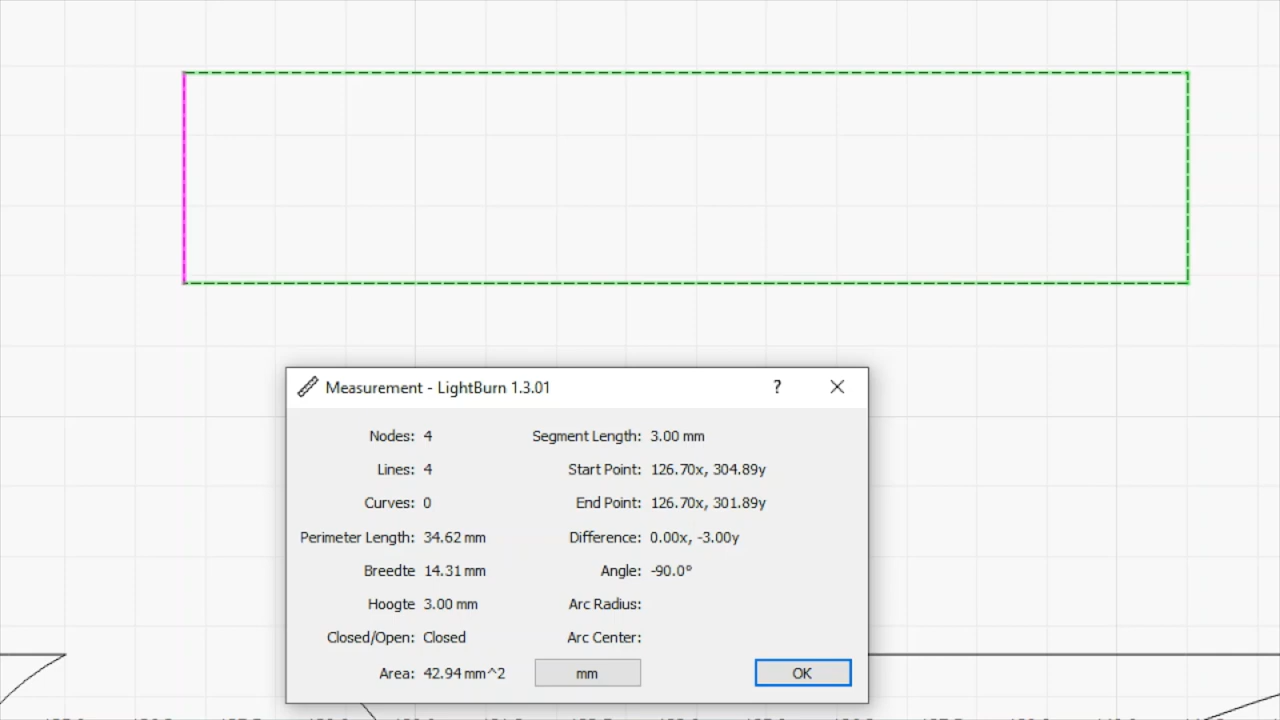 Measurement - LightBurn 1.3.01 ?
Nodes: 4 Segment Length: 3.00 mm
Lines: 4 Start Point: 126.70x, 304.89y
Curves: 0 End Point: 126.70x, 301.89y
Perimeter Length: 34.62 mm Difference: 0.00x, -3.00y
Breedte 14.31 mm Angle: -90.0°
Hoogte 3.00 mm Arc Radius:
Closed/Open: Closed Arc Center:
Area: 42.94 mm^2 mm OK